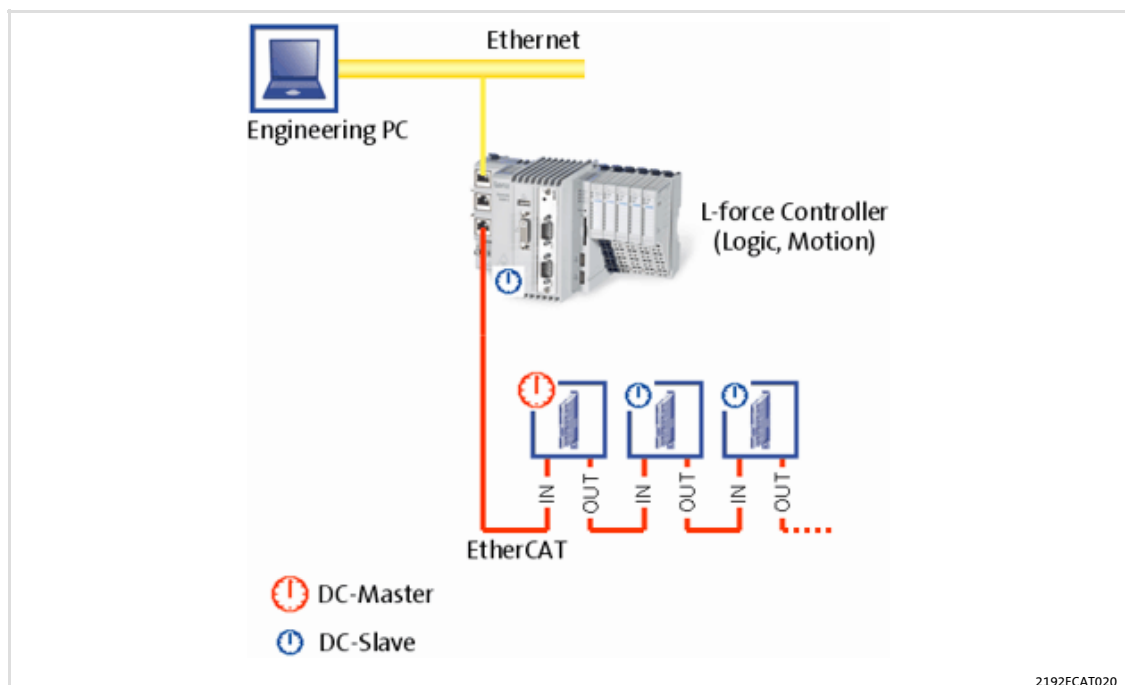 Ethernet
Engineering PC
L-force Controller
(Logic, Motion)
IN
OUT
IN
OUT
IN
OUT
EtherCAT
DC-Master
DC-Slave
2192ECAT020